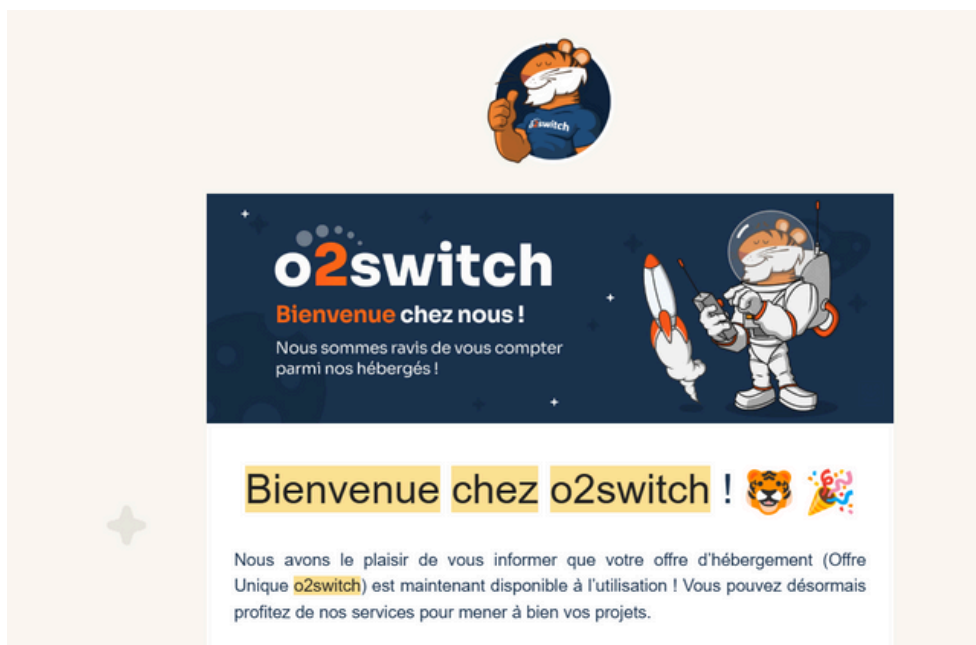 o2switch
o2switch
Bienvenue chez nous !
Nous sommes ravis de vous compter
parmi nos hébergés !
Bienvenue chez o2switch ! 🐯 🎉
Nous avons le plaisir de vous informer que votre offre d'hébergement (Offre
Unique o2switch) est maintenant disponible à l'utilisation ! Vous pouvez désormais
profitez de nos services pour mener à bien vos projets.